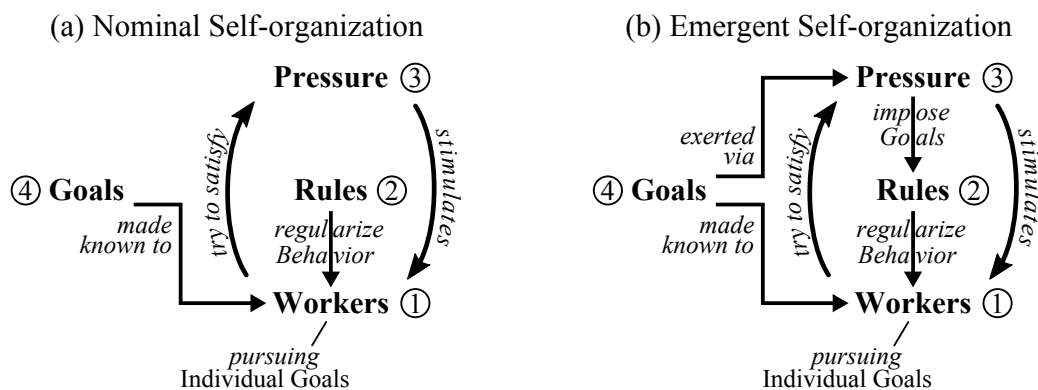 (a) Nominal Self-organization
Pressure ③
try to satisfy
stimulates
④ Goals
Rules ②
made
known to
regularize
Behavior
Workers ①
pursuing
Individual Goals
(b) Emergent Self-organization
Pressure ③
exerted
via
impose
Goals
try to satisfy
stimulates
④ Goals
Rules ②
made
known to
regularize
Behavior
Workers ①
pursuing
Individual Goals